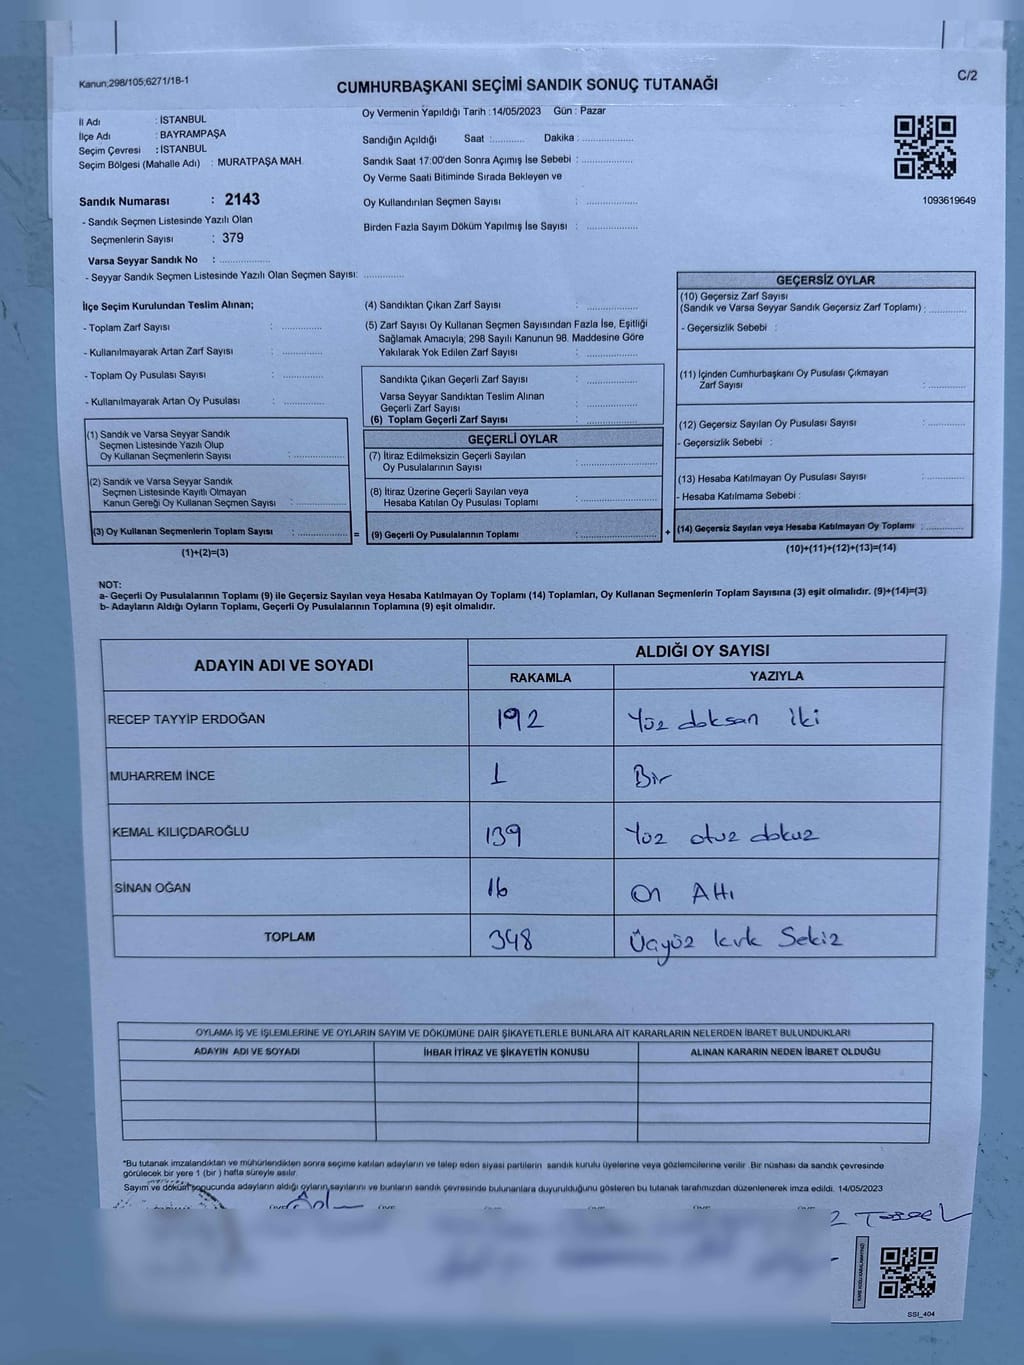 Kanun;298/105;6271/18-1
C/2
CUMHURBAŞKANI SEÇİMİ SANDIK SONUÇ TUTANAĞI
İl Adı : İSTANBUL
İlçe Adı : BAYRAMPAŞA
Seçim Çevresi : İSTANBUL
Seçim Bölgesi (Mahalle Adı) : MURATPAŞA MAH.
Sandık Numarası : 2143
- Sandık Seçmen Listesinde Yazılı Olan
Seçmenlerin Sayısı : 379
Varsa Seyyar Sandık No : ....................
- Seyyar Sandık Seçmen Listesinde Yazılı Olan Seçmen Sayısı: ...............
Oy Vermenin Yapıldığı Tarih :14/05/2023 Gün : Pazar
Sandığın Açıldığı Saat :............ Dakika : ....................
Sandık Saat 17:00'den Sonra Açımış İse Sebebi : ....................
Oy Verme Saati Bitiminde Sırada Bekleyen ve
Oy Kullandırılan Seçmen Sayısı : ....................
Birden Fazla Sayım Döküm Yapılmış İse Sayısı : ....................
1093619649
İlçe Seçim Kurulundan Teslim Alınan;
- Toplam Zarf Sayısı : ...............
- Kullanılmayarak Artan Zarf Sayısı : ...............
- Toplam Oy Pusulası Sayısı : ...............
- Kullanılmayarak Artan Oy Pusulası : ...............
(1) Sandık ve Varsa Seyyar Sandık
Seçmen Listesinde Yazılı Olup
Oy Kullanan Seçmenlerin Sayısı : ....................
(2) Sandık ve Varsa Seyyar Sandık
Seçmen Listesinde Kayıtlı Olmayan
Kanun Gereği Oy Kullanan Seçmen Sayısı : ....................
(3) Oy Kullanan Seçmenlerin Toplam Sayısı : ....................
(1)+(2)=(3)
(4) Sandıktan Çıkan Zarf Sayısı : ....................
(5) Zarf Sayısı Oy Kullanan Seçmen Sayısından Fazla İse, Eşitliği
Sağlamak Amacıyla; 298 Sayılı Kanunun 98. Maddesine Göre
Yakılarak Yok Edilen Zarf Sayısı : ....................
Sandıkta Çıkan Geçerli Zarf Sayısı : ....................
Varsa Seyyar Sandıktan Teslim Alınan
Geçerli Zarf Sayısı : ....................
(6) Toplam Geçerli Zarf Sayısı : ....................
GEÇERLİ OYLAR
(7) İtiraz Edilmeksizin Geçerli Sayılan
Oy Pusulalarının Sayısı : ....................
(8) İtiraz Üzerine Geçerli Sayılan veya
Hesaba Katılan Oy Pusulası Toplamı : ....................
= (9) Geçerli Oy Pusulalarının Toplamı : ....................
GEÇERSİZ OYLAR
(10) Geçersiz Zarf Sayısı
(Sandık ve Varsa Seyyar Sandık Geçersiz Zarf Toplamı) : ...............
- Geçersizlik Sebebi :
(11) İçinden Cumhurbaşkanı Oy Pusulası Çıkmayan
Zarf Sayısı : ...............
(12) Geçersiz Sayılan Oy Pusulası Sayısı : ...............
- Geçersizlik Sebebi :
(13) Hesaba Katılmayan Oy Pusulası Sayısı : ...............
- Hesaba Katılmama Sebebi :
+ (14) Geçersiz Sayılan veya Hesaba Katılmayan Oy Toplamı : ...............
(10)+(11)+(12)+(13)=(14)
NOT:
a- Geçerli Oy Pusulalarının Toplamı (9) ile Geçersiz Sayılan veya Hesaba Katılmayan Oy Toplamı (14) Toplamları, Oy Kullanan Seçmenlerin Toplam Sayısına (3) eşit olmalıdır. (9)+(14)=(3)
b- Adayların Aldığı Oyların Toplamı, Geçerli Oy Pusulalarının Toplamına (9) eşit olmalıdır.
ADAYIN ADI VE SOYADI
ALDIĞI OY SAYISI
RAKAMLA YAZIYLA
RECEP TAYYİP ERDOĞAN 192 Yüz doksan iki
MUHARREM İNCE 1 Bir
KEMAL KILIÇDAROĞLU 139 Yüz otuz dokuz
SİNAN OĞAN 16 On Altı
TOPLAM 348 Üçyüz kırk Sekiz
OYLAMA İŞ VE İŞLEMLERİNE VE OYLARIN SAYIM VE DÖKÜMÜNE DAİR ŞİKAYETLERLE BUNLARA AİT KARARLARIN NELERDEN İBARET BULUNDUKLARI
ADAYIN ADI VE SOYADI İHBAR İTİRAZ VE ŞİKAYETİN KONUSU ALINAN KARARIN NEDEN İBARET OLDUĞU
*Bu tutanak imzalandıktan ve mühürlendikten sonra seçime katılan adayların ve talep eden siyasi partilerin sandık kurulu üyelerine veya gözlemcilerine verilir. Bir nüshası da sandık çevresinde
görülecek bir yere 1 (bir ) hafta süreyle asılır.
Sayım ve döküm sonucunda adayların aldığı oyların sayılarını ve bunların sandık çevresinde bulunanlara duyurulduğunu gösteren bu tutanak tarafımızdan düzenlenerek imza edildi. 14/05/2023
SSI_404